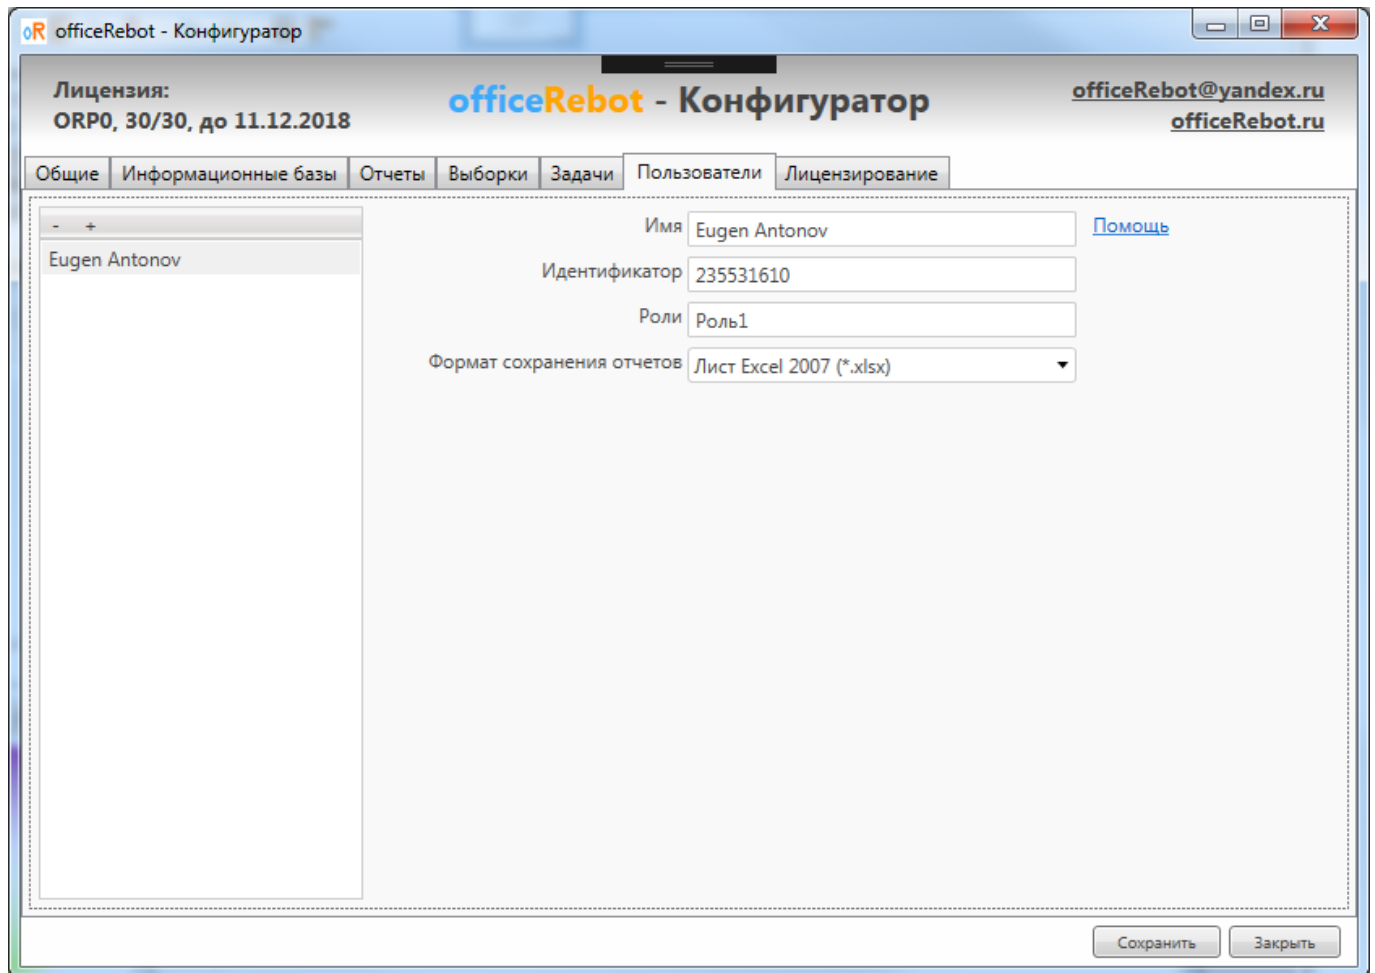 oR officeRebot - Конфигуратор
Лицензия:
ORP0, 30/30, до 11.12.2018
officeRebot - Конфигуратор
officeRebot@yandex.ru
officeRebot.ru
Общие Информационные базы Отчеты Выборки Задачи Пользователи Лицензирование
- +
Eugen Antonov
Имя Eugen Antonov Помощь
Идентификатор 235531610
Роли Роль1
Формат сохранения отчетов Лист Excel 2007 (*.xlsx)
Сохранить Закрыть